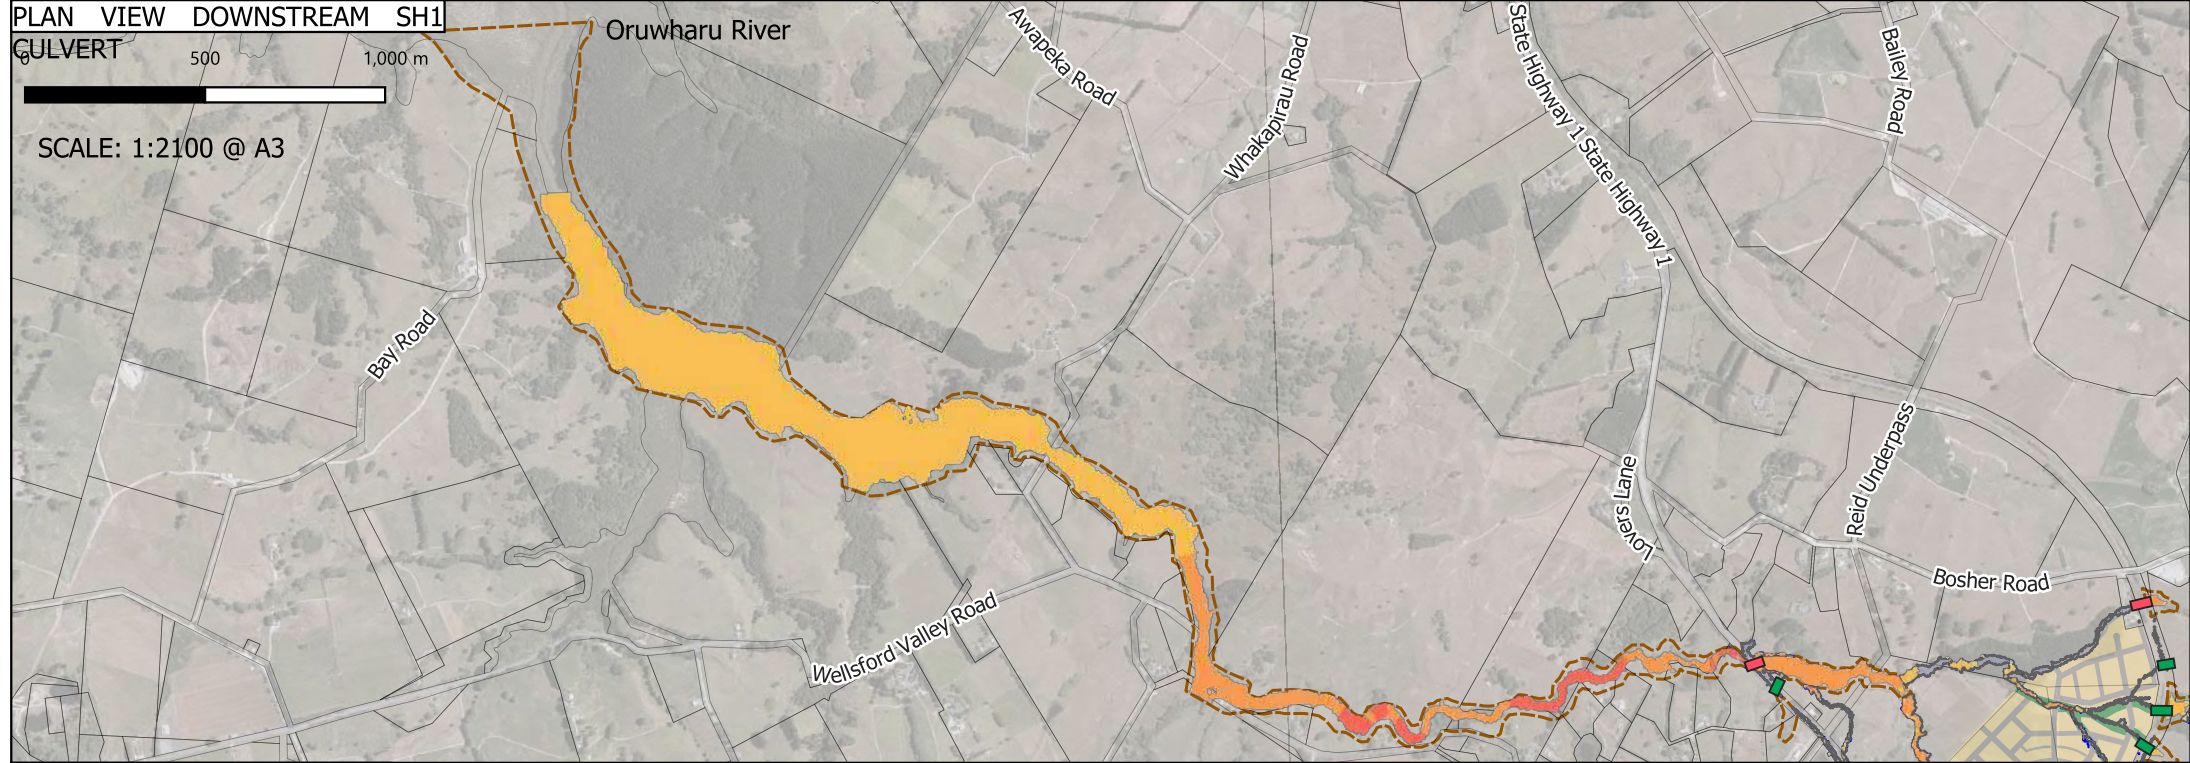 PLAN VIEW DOWNSTREAM SH1
CULVERT
0 500 1,000 m
SCALE: 1:2100 @ A3
Oruwharu River
Awapeka Road
Whakapirau Road
State Highway 1 State Highway 1
Bailey Road
Bay Road
Lovers Lane
Reid Underpass
Bosher Road
Wellsford Valley Road